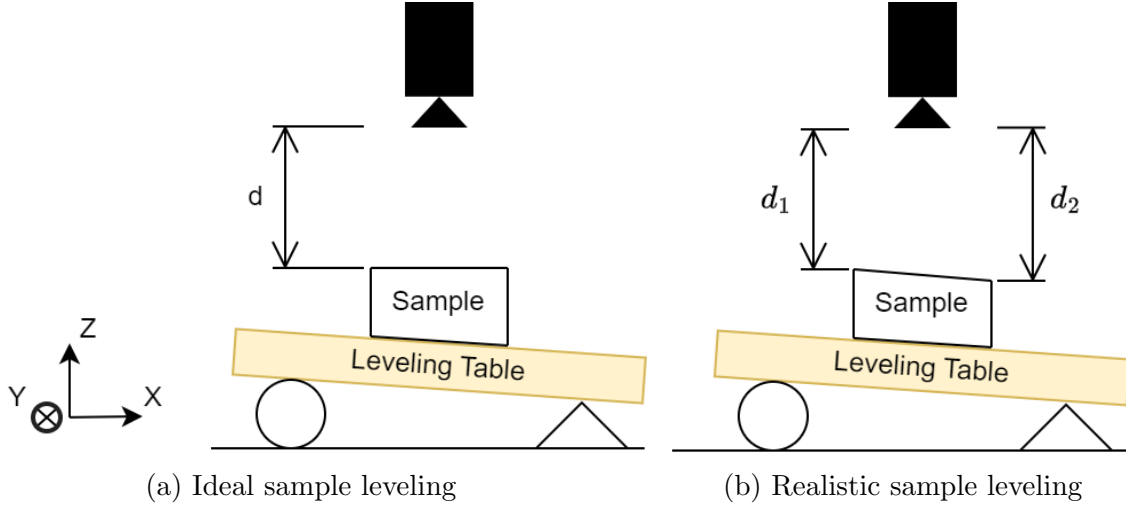 d
Sample
Leveling Table
Z
Y
X
(a) Ideal sample leveling
d₁
d₂
Sample
Leveling Table
(b) Realistic sample leveling